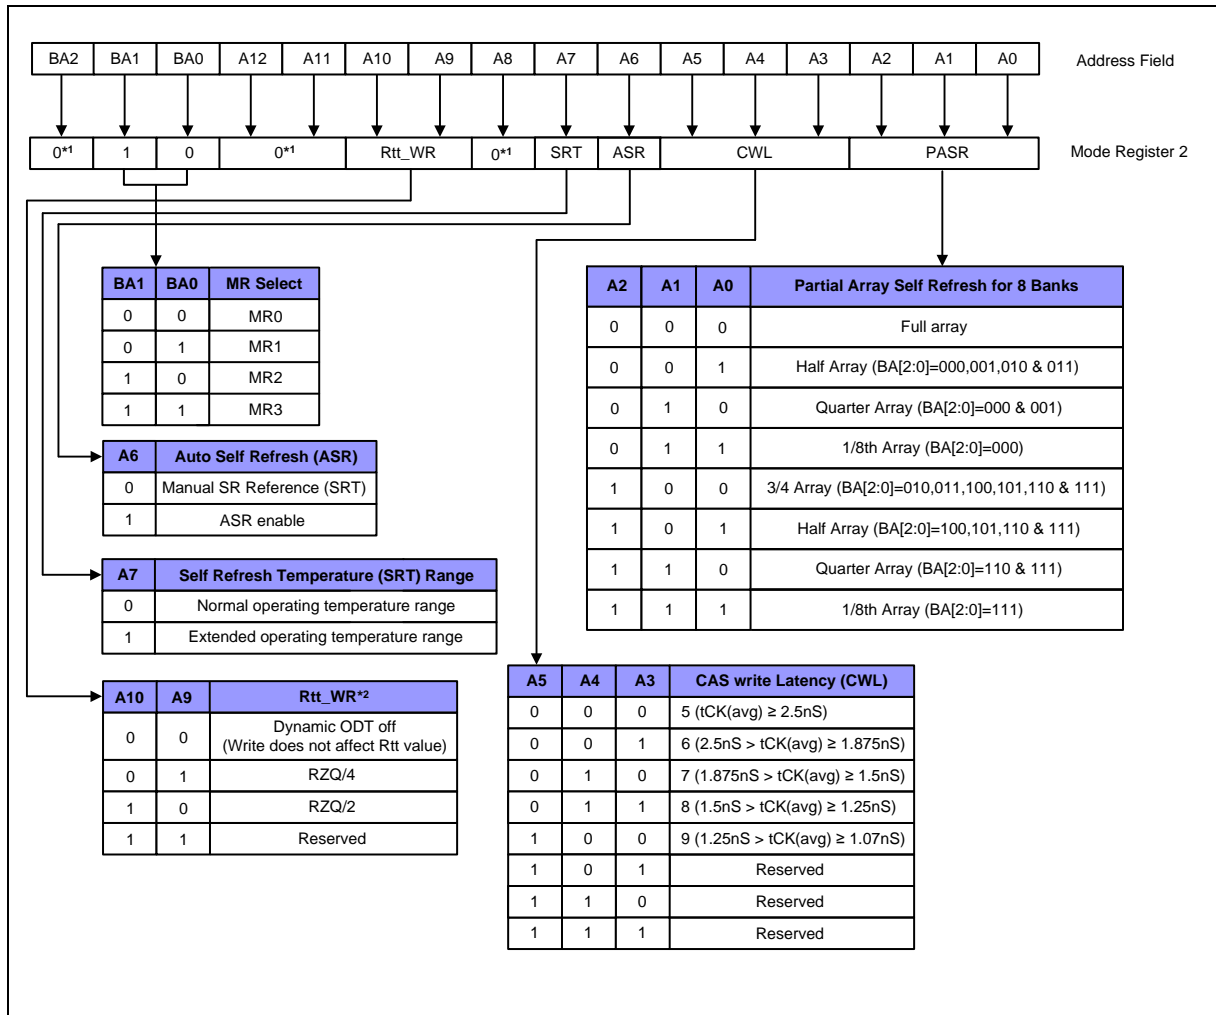 BA2 BA1 BA0 A12 A11 A10 A9 A8 A7 A6 A5 A4 A3 A2 A1 A0 Address Field
0*1 1 0 0*1 Rtt_WR 0*1 SRT ASR CWL PASR Mode Register 2
BA1 BA0 MR Select
0 0 MR0
0 1 MR1
1 0 MR2
1 1 MR3
A6 Auto Self Refresh (ASR)
0 Manual SR Reference (SRT)
1 ASR enable
A7 Self Refresh Temperature (SRT) Range
0 Normal operating temperature range
1 Extended operating temperature range
A10 A9 Rtt_WR*2
0 0 Dynamic ODT off
(Write does not affect Rtt value)
0 1 RZQ/4
1 0 RZQ/2
1 1 Reserved
A2 A1 A0 Partial Array Self Refresh for 8 Banks
0 0 0 Full array
0 0 1 Half Array (BA[2:0]=000,001,010 & 011)
0 1 0 Quarter Array (BA[2:0]=000 & 001)
0 1 1 1/8th Array (BA[2:0]=000)
1 0 0 3/4 Array (BA[2:0]=010,011,100,101,110 & 111)
1 0 1 Half Array (BA[2:0]=100,101,110 & 111)
1 1 0 Quarter Array (BA[2:0]=110 & 111)
1 1 1 1/8th Array (BA[2:0]=111)
A5 A4 A3 CAS write Latency (CWL)
0 0 0 5 (tCK(avg) ≥ 2.5nS)
0 0 1 6 (2.5nS > tCK(avg) ≥ 1.875nS)
0 1 0 7 (1.875nS > tCK(avg) ≥ 1.5nS)
0 1 1 8 (1.5nS > tCK(avg) ≥ 1.25nS)
1 0 0 9 (1.25nS > tCK(avg) ≥ 1.07nS)
1 0 1 Reserved
1 1 0 Reserved
1 1 1 Reserved